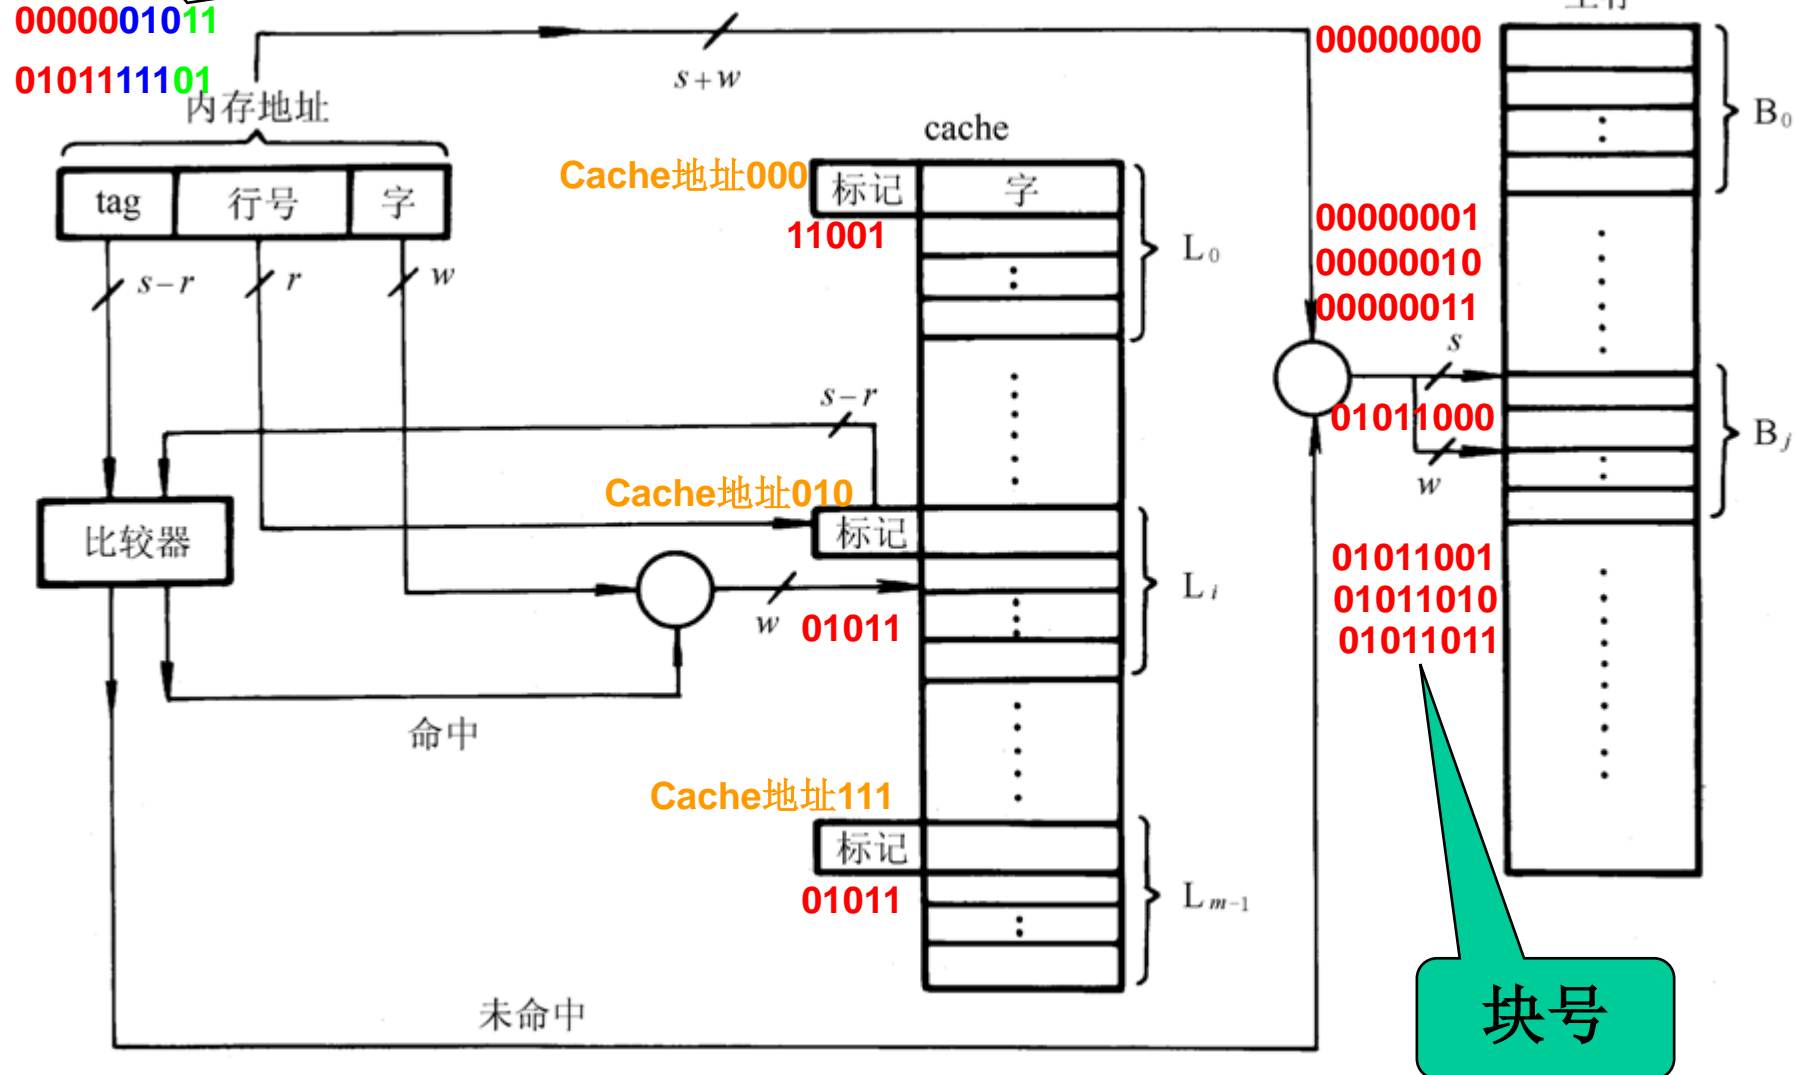 0000001011
0101111101
内存地址
tag 行号 字
s-r r w
s+w
cache
Cache地址000
标记 字
11001
L0
s-r
Cache地址010
标记
比较器
w
01011
Li
命中
Cache地址111
标记
01011
Lm-1
未命中
00000000
B0
00000001
00000010
00000011
s
01011000
w
Bj
01011001
01011010
01011011
块号